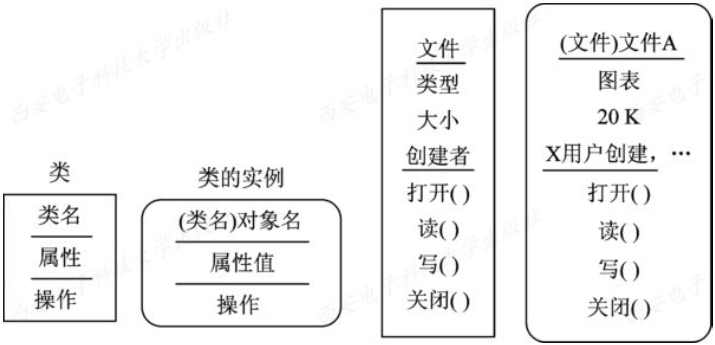 类
类名
属性
操作
类的实例
(类名)对象名
属性值
操作
文件
类型
大小
创建者
打开( )
读( )
写( )
关闭( )
(文件)文件A
图表
20 K
X用户创建，…
打开( )
读( )
写( )
关闭( )
西安电子科技大学出版社